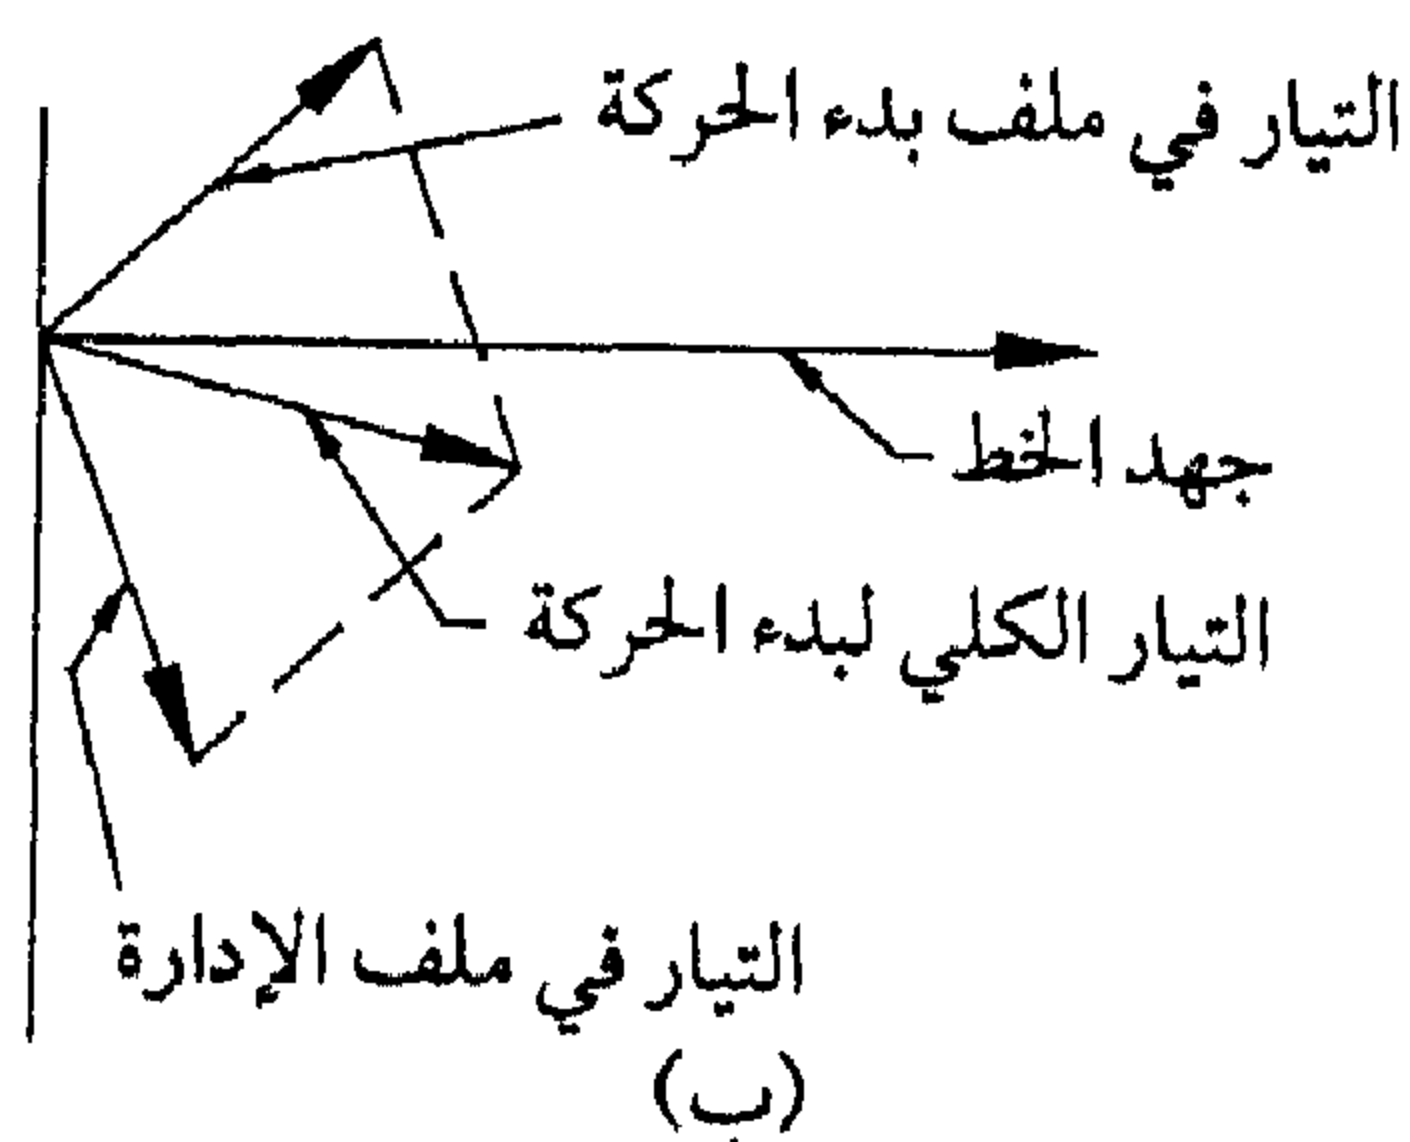 التيار في ملف بدء الحركة
جهد الخط
التيار الكلي لبدء الحركة
التيار في ملف الإدارة
(ب)